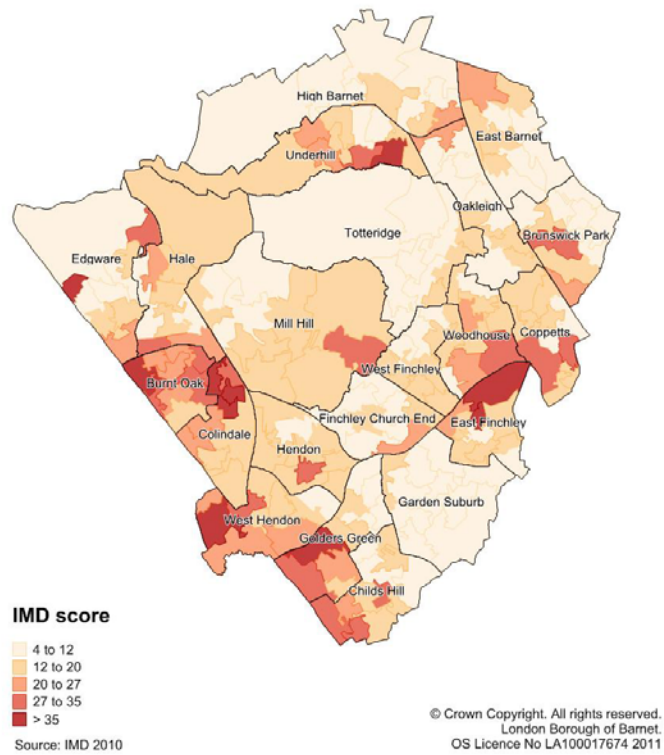 High Barnet
East Barnet
Underhill
Oakleigh
Totteridge
Brunswick Park
Edgware
Hale
Mill Hill
Woodhouse
Coppetts
West Finchley
Burnt Oak
Finchley Church End
East Finchley
Colindale
Hendon
Garden Suburb
West Hendon
Golders Green
Childs Hill
IMD score
4 to 12
12 to 20
20 to 27
27 to 35
> 35
Source: IMD 2010
© Crown Copyright. All rights reserved.
London Borough of Barnet.
OS Licence No LA100017674 2011